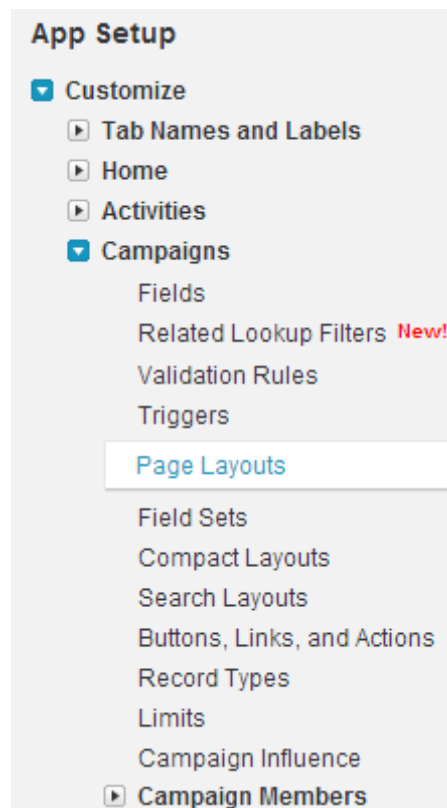 App Setup
Customize
Tab Names and Labels
Home
Activities
Campaigns
Fields
Related Lookup Filters New!
Validation Rules
Triggers
Page Layouts
Field Sets
Compact Layouts
Search Layouts
Buttons, Links, and Actions
Record Types
Limits
Campaign Influence
Campaign Members